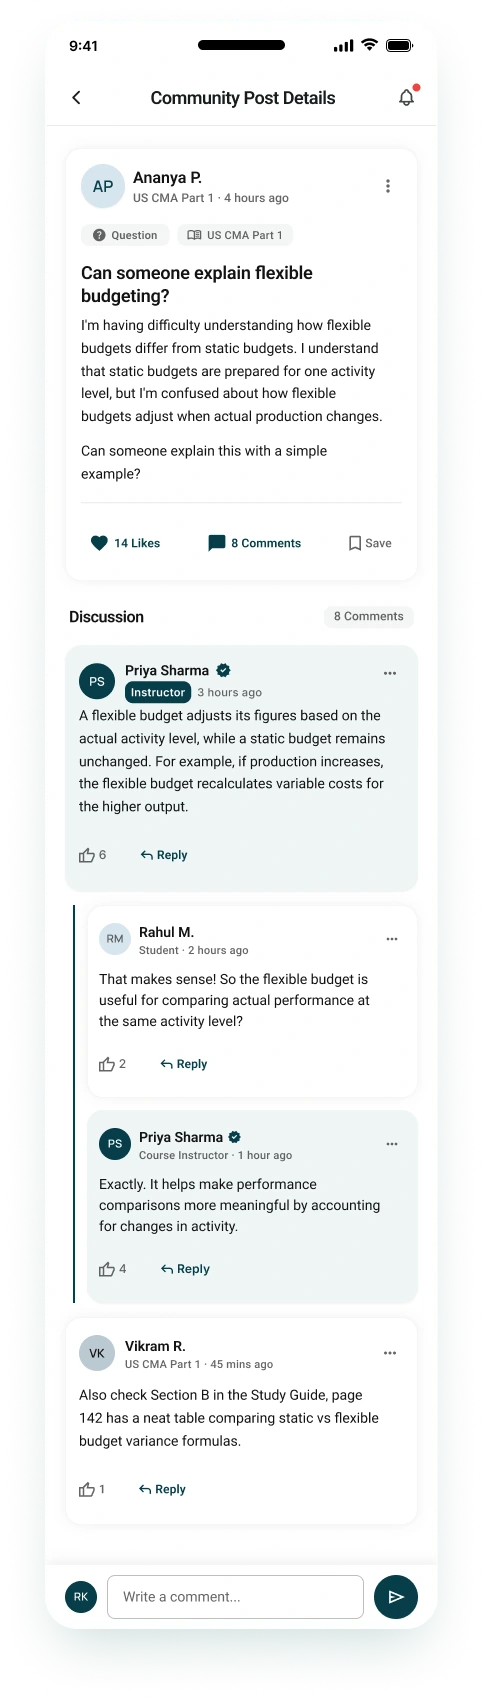 9:41
Community Post Details
AP
Ananya P.
US CMA Part 1 · 4 hours ago
Question
US CMA Part 1
Can someone explain flexible
budgeting?
I'm having difficulty understanding how flexible
budgets differ from static budgets. I understand
that static budgets are prepared for one activity
level, but I'm confused about how flexible
budgets adjust when actual production changes.
Can someone explain this with a simple
example?
14 Likes
8 Comments
Save
Discussion
8 Comments
PS
Priya Sharma
Instructor 3 hours ago
A flexible budget adjusts its figures based on the
actual activity level, while a static budget remains
unchanged. For example, if production increases,
the flexible budget recalculates variable costs for
the higher output.
6
Reply
RM
Rahul M.
Student · 2 hours ago
That makes sense! So the flexible budget is
useful for comparing actual performance at
the same activity level?
2
Reply
PS
Priya Sharma
Course Instructor · 1 hour ago
Exactly. It helps make performance
comparisons more meaningful by accounting
for changes in activity.
4
Reply
VK
Vikram R.
US CMA Part 1 · 45 mins ago
Also check Section B in the Study Guide, page
142 has a neat table comparing static vs flexible
budget variance formulas.
1
Reply
RK
Write a comment...